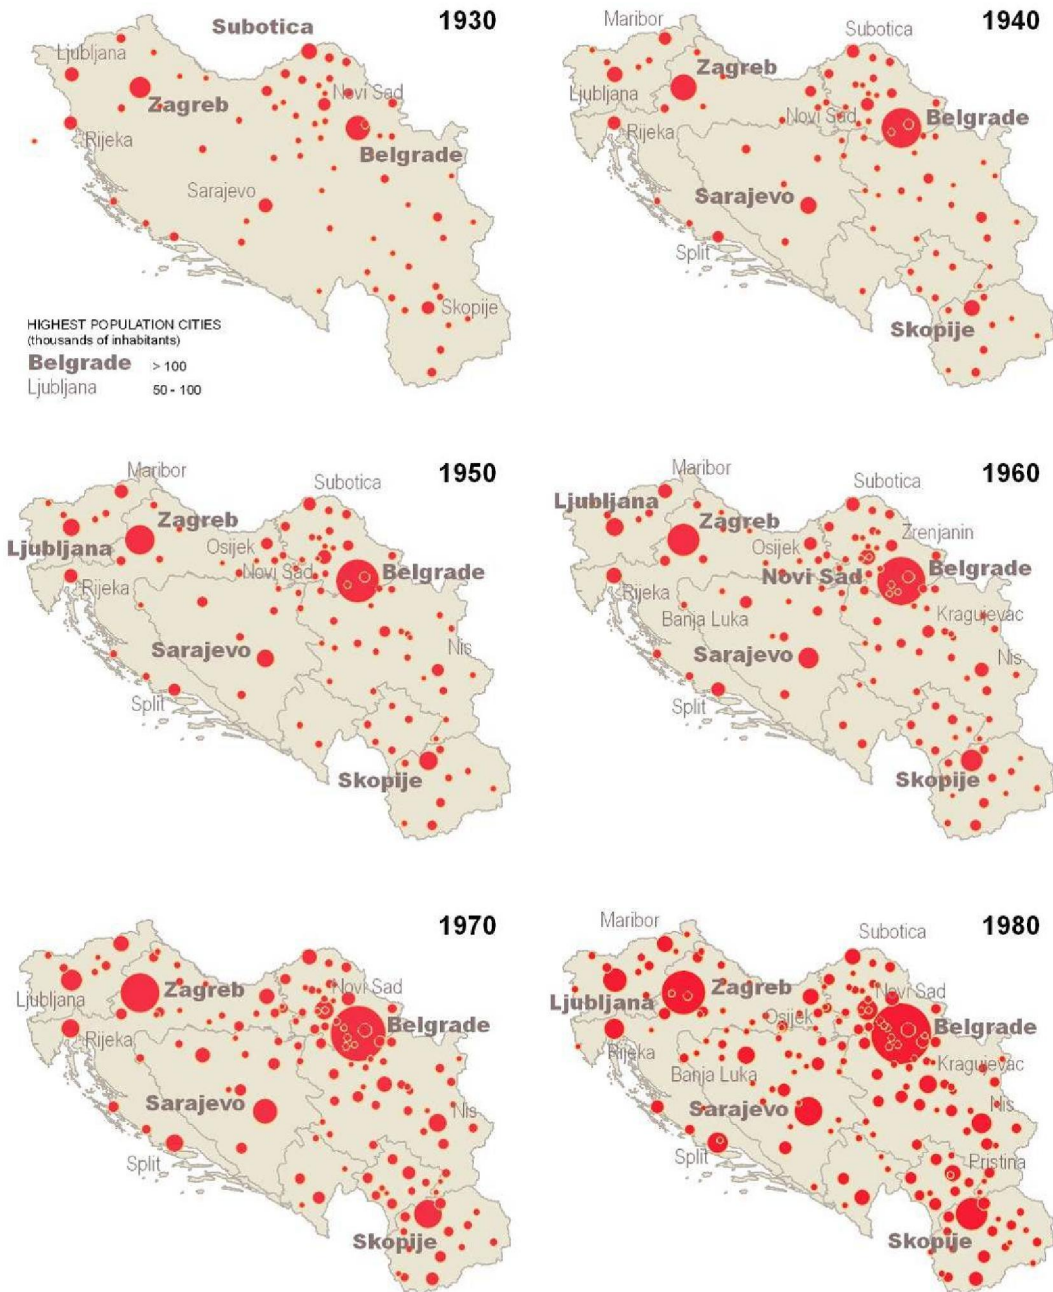 1930
Subotica
Ljubljana
Zagreb
Novi Sad
Rijeka
Belgrade
Sarajevo
Skopije
HIGHEST POPULATION CITIES
(thousands of inhabitants)
Belgrade > 100
Ljubljana 50 - 100
1940
Maribor
Subotica
Zagreb
Ljubljana
Novi Sad
Belgrade
Rijeka
Sarajevo
Split
Skopije
1950
Maribor
Subotica
Zagreb
Ljubljana
Osijek
Novi Sad
Belgrade
Rijeka
Sarajevo
Nis
Split
Skopije
1960
Maribor
Subotica
Ljubljana
Zagreb
Zrenjanin
Osijek
Novi Sad
Belgrade
Rijeka
Banja Luka
Kragujevac
Sarajevo
Nis
Split
Skopije
1970
Zagreb
Novi Sad
Ljubljana
Belgrade
Rijeka
Sarajevo
Nis
Split
Skopije
1980
Maribor
Subotica
Zagreb
Novi Sad
Ljubljana
Osijek
Belgrade
Rijeka
Banja Luka
Kragujevac
Sarajevo
Nis
Split
Pristina
Skopije